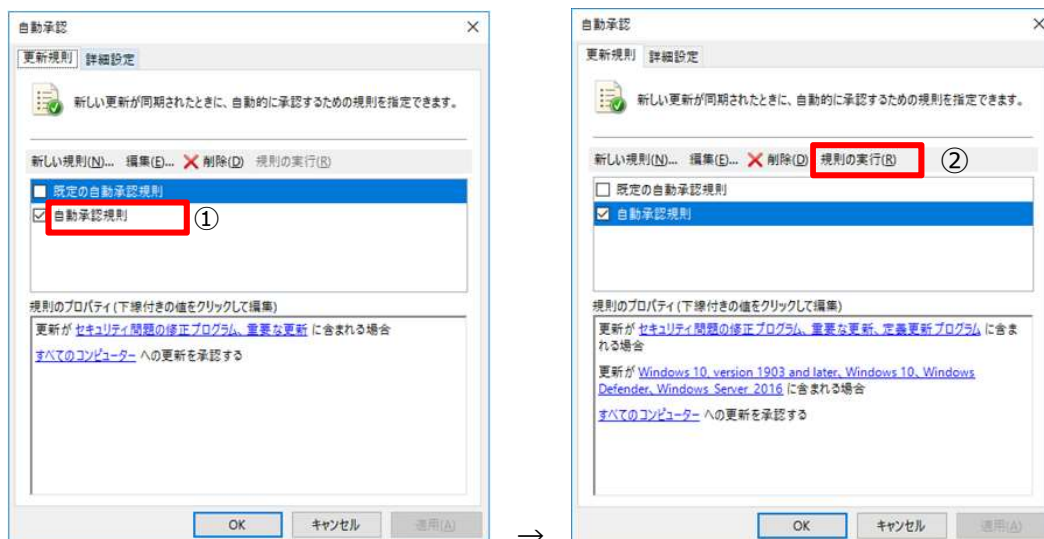 自動承認
更新規則 詳細設定
新しい更新が同期されたときに、自動的に承認するための規則を指定できます。
新しい規則(N)... 編集(E)... 削除(D) 規則の実行(R)
既定の自動承認規則
自動承認規則 ①
規則のプロパティ(下線付きの値をクリックして編集)
更新が セキュリティ問題の修正プログラム、重要な更新 に含まれる場合
すべてのコンピューター への更新を承認する
OK キャンセル 適用(A)
→
自動承認
更新規則 詳細設定
新しい更新が同期されたときに、自動的に承認するための規則を指定できます。
新しい規則(N)... 編集(E)... 削除(D) 規則の実行(R) ②
既定の自動承認規則
自動承認規則
規則のプロパティ(下線付きの値をクリックして編集)
更新が セキュリティ問題の修正プログラム、重要な更新、定義更新プログラム に含ま
れる場合
更新が Windows 10, version 1903 and later、Windows 10、Windows
Defender、Windows Server 2016 に含まれる場合
すべてのコンピューター への更新を承認する
OK キャンセル 適用(A)